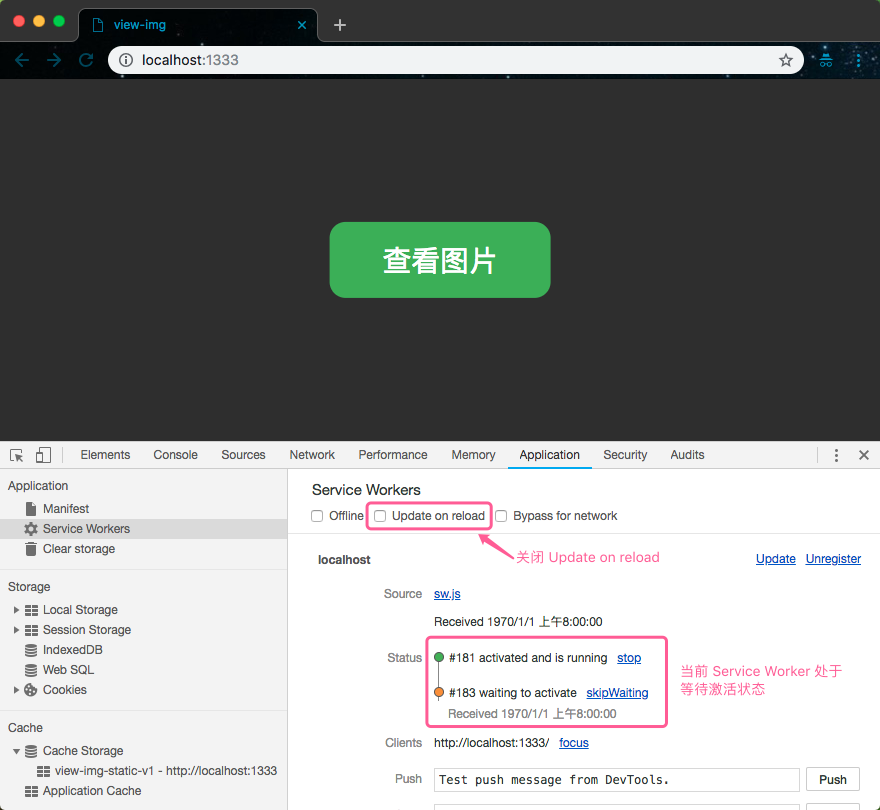 view-img
localhost:1333
查看图片
Elements Console Sources Network Performance Memory Application Security Audits
Application
Manifest
Service Workers
Clear storage
Storage
Local Storage
Session Storage
IndexedDB
Web SQL
Cookies
Cache
Cache Storage
view-img-static-v1 - http://localhost:1333
Application Cache
Service Workers
Offline Update on reload Bypass for network
关闭 Update on reload
localhost Update Unregister
Source sw.js
Received 1970/1/1 上午8:00:00
Status #181 activated and is running stop
#183 waiting to activate skipWaiting
Received 1970/1/1 上午8:00:00
当前 Service Worker 处于
等待激活状态
Clients http://localhost:1333/ focus
Push Test push message from DevTools. Push